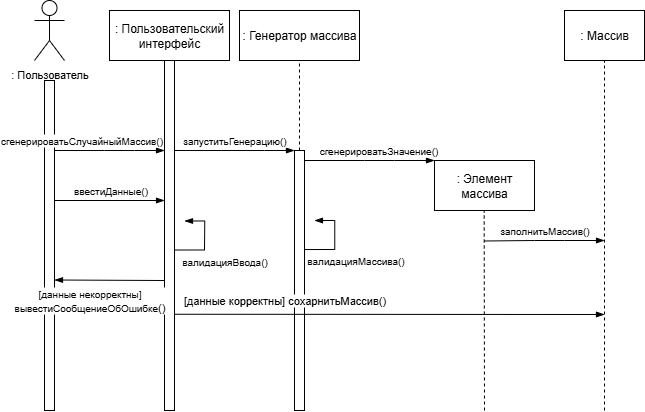 : Пользовательский
интерфейс
: Генератор массива
: Массив
: Пользователь
сгенерироватьСлучайныйМассив()
запуститьГенерацию()
сгенерироватьЗначение()
: Элемент
массива
ввестиДанные()
заполнитьМассив()
валидацияВвода()
валидацияМассива()
[данные некорректны]
вывестиСообщениеОбОшибке()
[данные корректны] сохарнитьМассив()